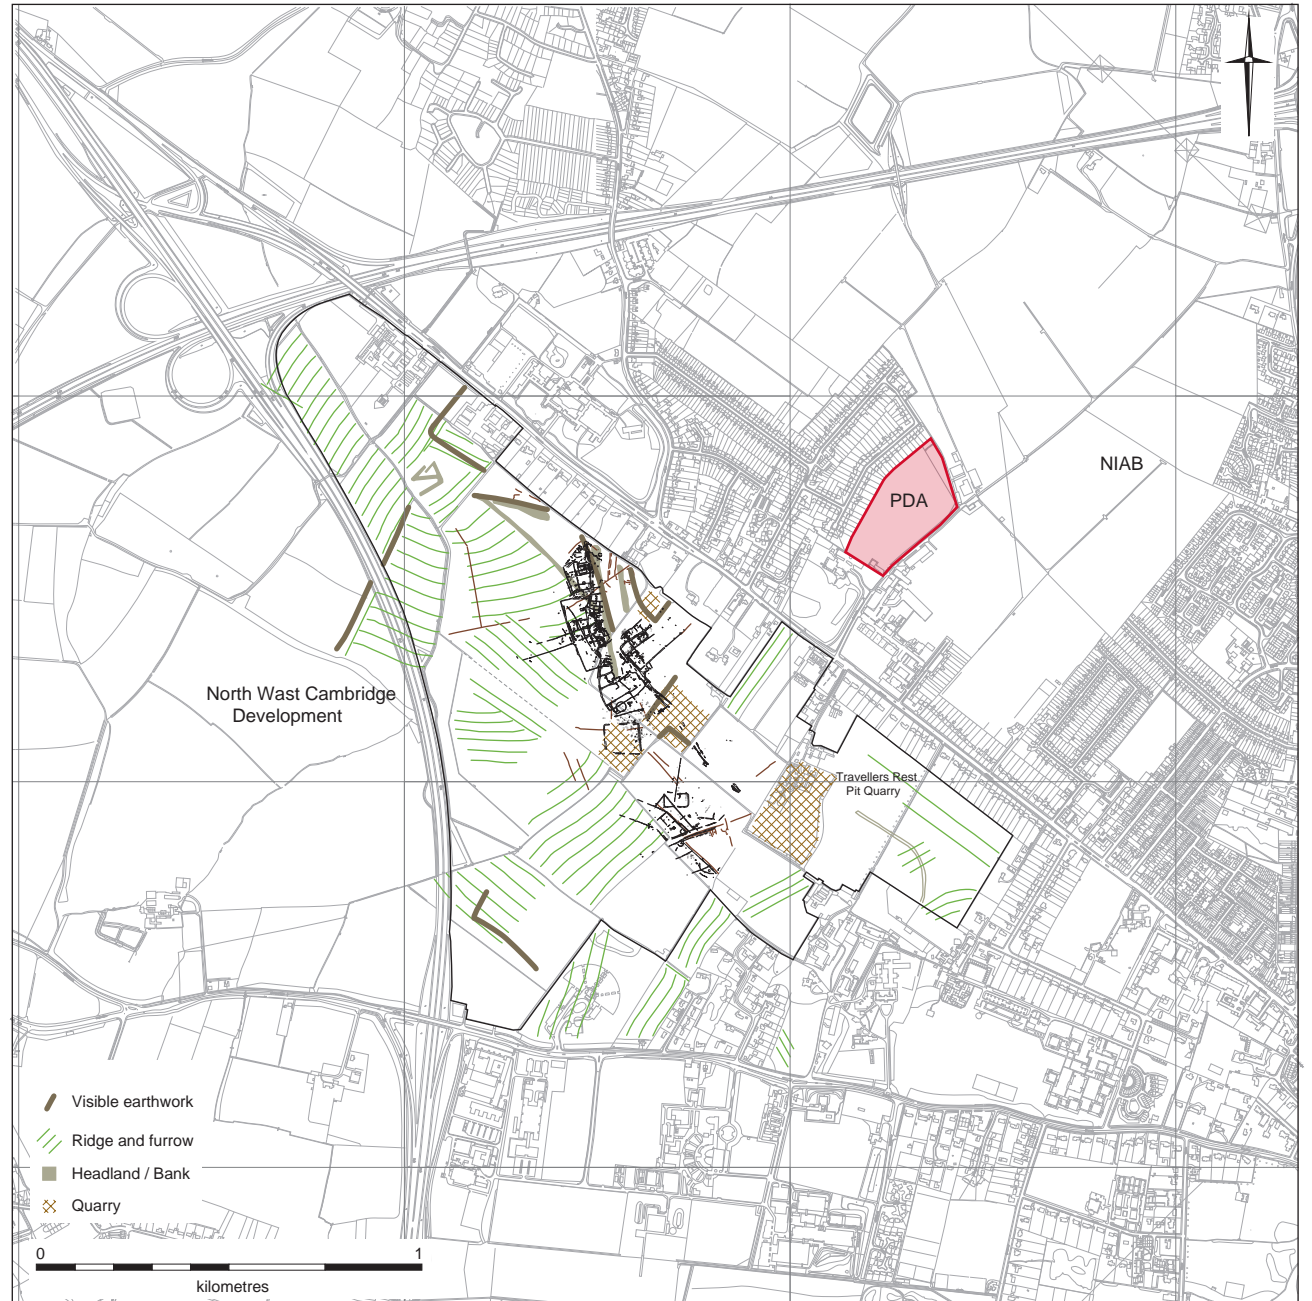 NIAB
PDA
North Wast Cambridge
Development
Travellers Rest
Pit Quarry
Visible earthwork
Ridge and furrow
Headland / Bank
Quarry
0 1
kilometres